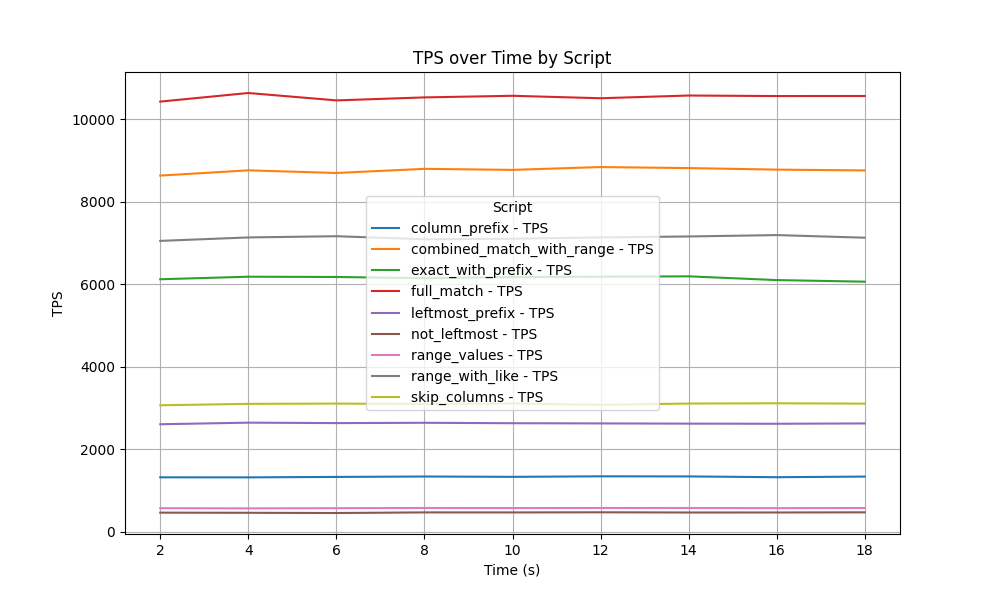 TPS over Time by Script
TPS
10000
8000
6000
4000
2000
0
Script
column_prefix - TPS
combined_match_with_range - TPS
exact_with_prefix - TPS
full_match - TPS
leftmost_prefix - TPS
not_leftmost - TPS
range_values - TPS
range_with_like - TPS
skip_columns - TPS
2 4 6 8 10 12 14 16 18
Time (s)